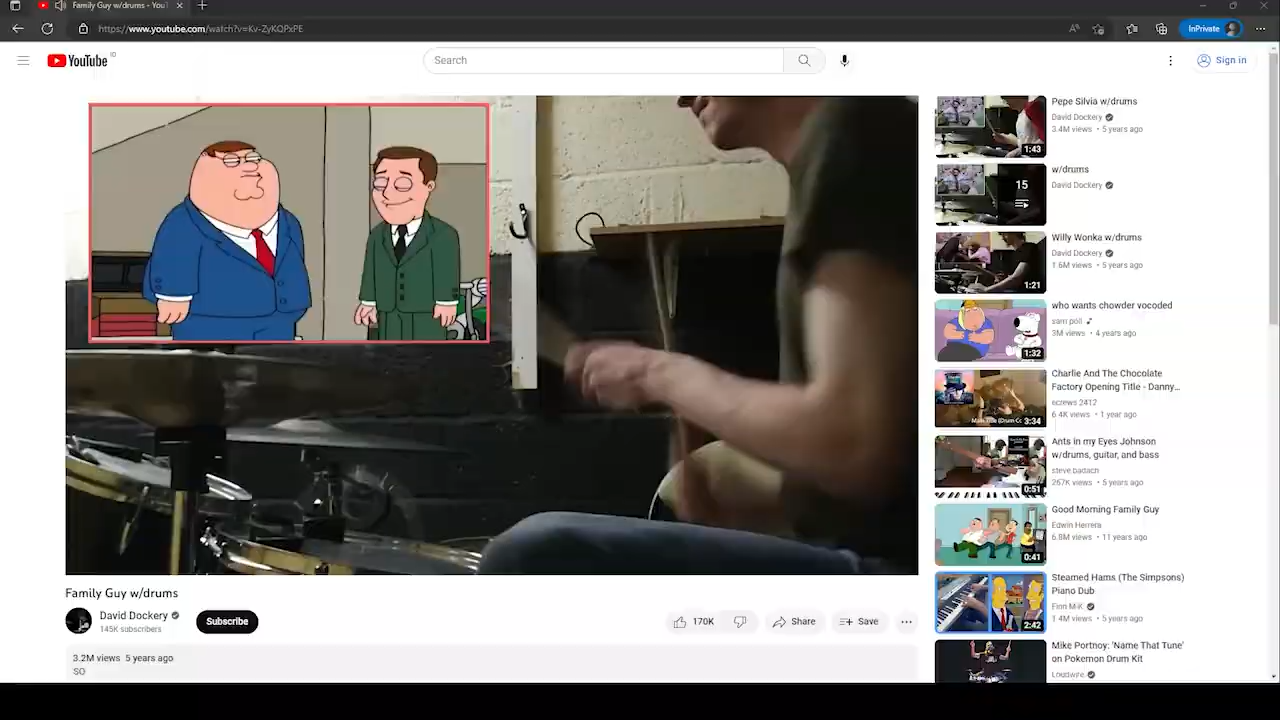 Family Guy w/drums - YouT
https://www.youtube.com/watch?v=Kv-ZyKQPxPE
InPrivate
YouTube ID
Search
Sign in
Pepe Silvia w/drums
David Dockery
3.4M views • 5 years ago
1:43
w/drums
David Dockery
15
Willy Wonka w/drums
David Dockery
1.6M views • 5 years ago
1:21
who wants chowder vocoded
sam poli
3M views • 4 years ago
1:32
Charlie And The Chocolate
Factory Opening Title - Danny...
ecrews 2412
6.4K views • 1 year ago
3:34
Ants in my Eyes Johnson
w/drums, guitar, and bass
steve badach
267K views • 5 years ago
0:51
Good Morning Family Guy
Edwin Herrera
6.8M views • 11 years ago
0:41
Steamed Hams (The Simpsons)
Piano Dub
Finn M-K
1.4M views • 5 years ago
2:42
Mike Portnoy: 'Name That Tune'
on Pokemon Drum Kit
Loudwire
Family Guy w/drums
David Dockery
145K subscribers
Subscribe
170K
Share
Save
3.2M views 5 years ago
SO